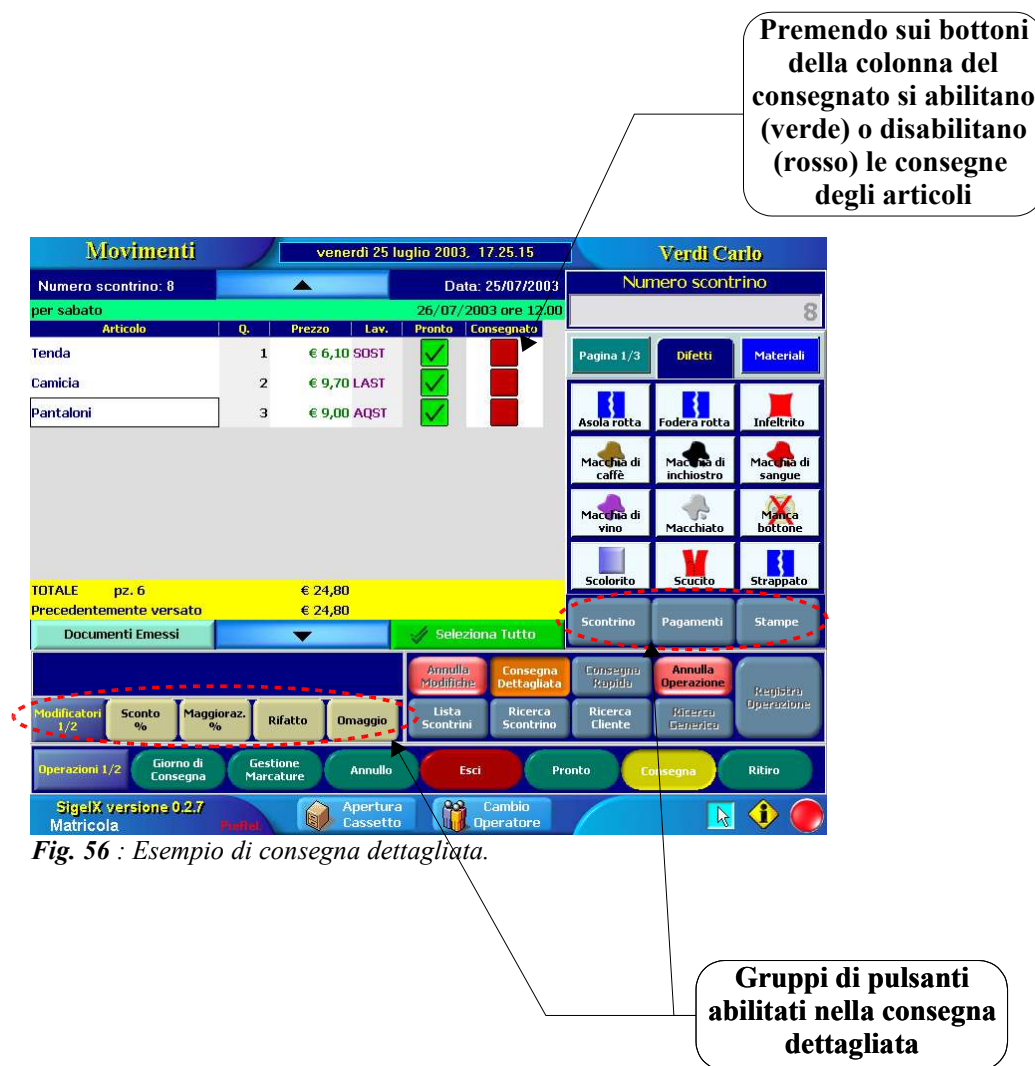 Premendo sui bottoni
della colonna del
consegnato si abilitano
(verde) o disabilitano
(rosso) le consegne
degli articoli
Movimenti venerdì 25 luglio 2003, 17.25.15 Verdi Carlo
Numero scontrino: 8 Data: 25/07/2003 Numero scontrino
per sabato 26/07/2003 ore 12.00 8
Articolo Q. Prezzo Lav. Pronto Consegnato
Tenda 1 € 6,10 SOST
Camicia 2 € 9,70 LAST
Pantaloni 3 € 9,00 AQST
Pagina 1/3 Difetti Materiali
Asola rotta Fodera rotta Infeltrito
Macchia di caffè Macchia di inchiostro Macchia di sangue
Macchia di vino Macchiato Manca bottone
Scolorito Scucito Strappato
TOTALE pz. 6 € 24,80
Precedentemente versato € 24,80
Scontrino Pagamenti Stampe
Documenti Emessi Seleziona Tutto
Annulla Modifiche Consegna Dettagliata Consegna Rapida Annulla Operazione Registra Operazione
Modificatori 1/2 Sconto % Maggioraz. % Rifatto Omaggio Lista Scontrini Ricerca Scontrino Ricerca Cliente Ricerca Generica
Operazioni 1/2 Giorno di Consegna Gestione Marcature Annullo Esci Pronto Consegna Ritiro
SigelX versione 0.2.7
Matricola PreRel. Apertura Cassetto Cambio Operatore
Fig. 56 : Esempio di consegna dettagliata.
Gruppi di pulsanti
abilitati nella consegna
dettagliata